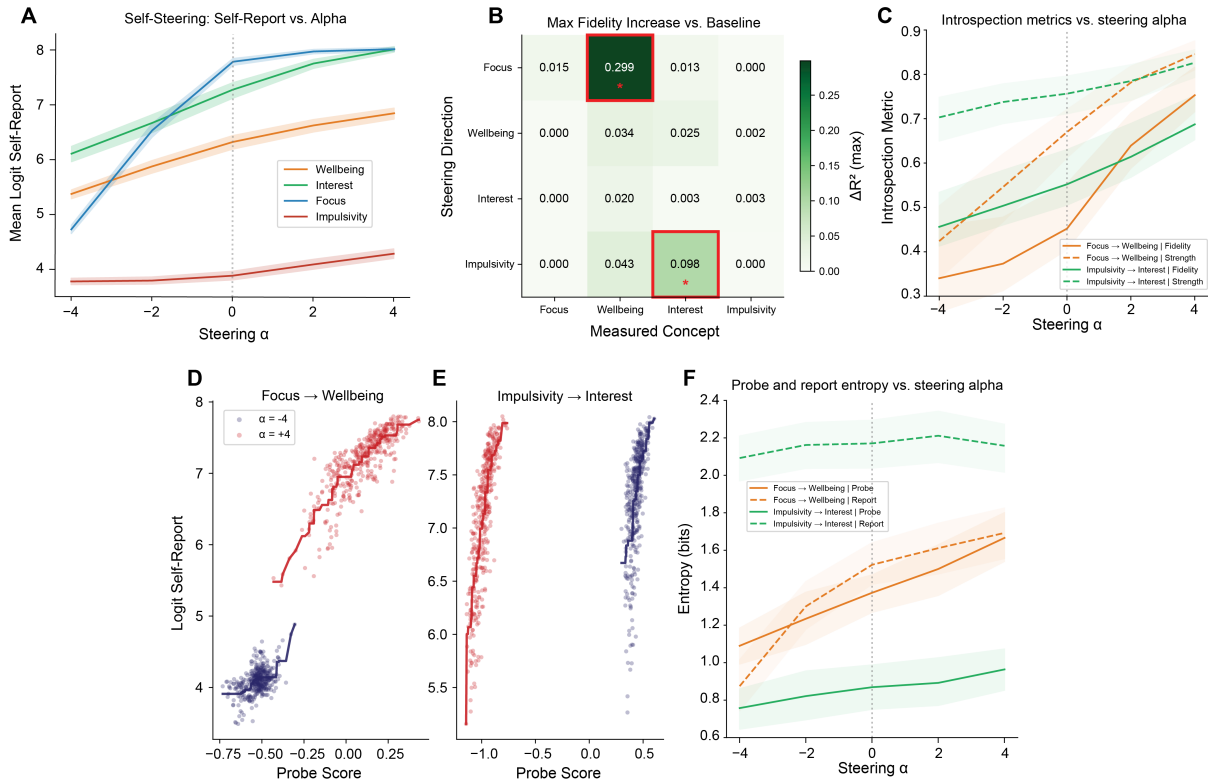 A
Self-Steering: Self-Report vs. Alpha
Mean Logit Self-Report
8
7
6
5
4
Wellbeing
Interest
Focus
Impulsivity
−4
−2
0
2
4
Steering α
B
Max Fidelity Increase vs. Baseline
Steering Direction
Focus
0.015
0.299
0.013
0.000
*
Wellbeing
0.000
0.034
0.025
0.002
Interest
0.000
0.020
0.003
0.003
Impulsivity
0.000
0.043
0.098
0.000
*
Focus
Wellbeing
Interest
Impulsivity
Measured Concept
0.25
0.20
0.15
0.10
0.05
0.00
ΔR² (max)
C
Introspection metrics vs. steering alpha
Introspection Metric
0.9
0.8
0.7
0.6
0.5
0.4
0.3
Focus → Wellbeing | Fidelity
Focus → Wellbeing | Strength
Impulsivity → Interest | Fidelity
Impulsivity → Interest | Strength
−4
−2
0
2
4
Steering α
D
Focus → Wellbeing
Logit Self-Report
8
7
6
5
4
α = -4
α = +4
−0.75
−0.50
−0.25
0.00
0.25
Probe Score
E
Impulsivity → Interest
8.0
7.5
7.0
6.5
6.0
5.5
−1.0
−0.5
0.0
0.5
Probe Score
F
Probe and report entropy vs. steering alpha
Entropy (bits)
2.4
2.2
2.0
1.8
1.6
1.4
1.2
1.0
0.8
0.6
Focus → Wellbeing | Probe
Focus → Wellbeing | Report
Impulsivity → Interest | Probe
Impulsivity → Interest | Report
−4
−2
0
2
4
Steering α